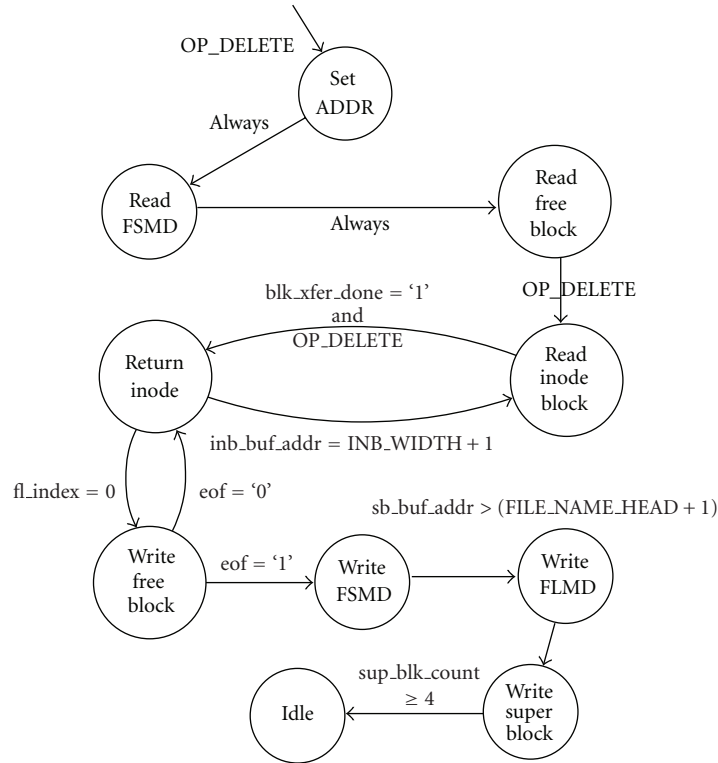 OP_DELETE
Set
ADDR
Always
Read
FSMD
Always
Read
free
block
OP_DELETE
blk_xfer_done = ‘1’
and
OP_DELETE
Return
inode
Read
inode
block
inb_buf_addr = INB_WIDTH + 1
fl_index = 0
eof = ‘0’
sb_buf_addr > (FILE_NAME_HEAD + 1)
Write
free
block
eof = ‘1’
Write
FSMD
Write
FLMD
sup_blk_count
≥ 4
Idle
Write
super
block